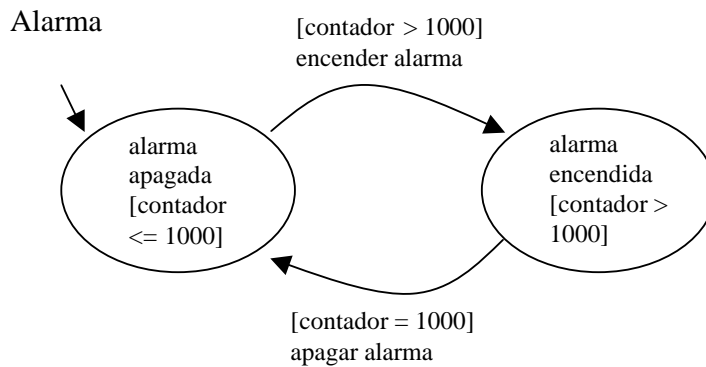 Alarma
[contador > 1000]
encender alarma
alarma
apagada
[contador
<= 1000]
alarma
encendida
[contador >
1000]
[contador = 1000]
apagar alarma